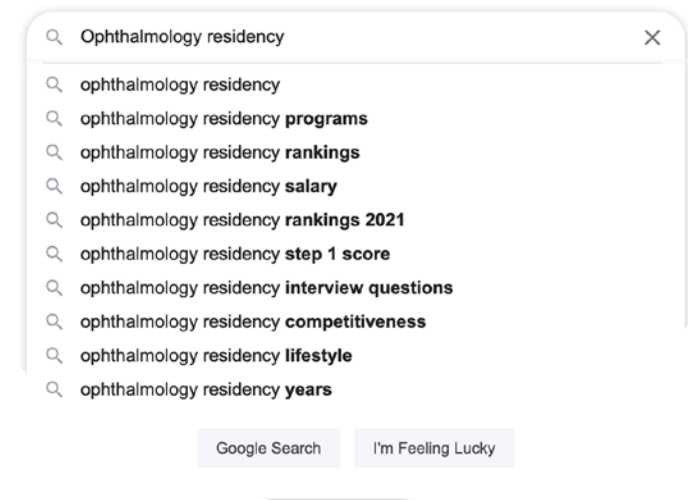 Ophthalmology residency
ophthalmology residency
ophthalmology residency programs
ophthalmology residency rankings
ophthalmology residency salary
ophthalmology residency rankings 2021
ophthalmology residency step 1 score
ophthalmology residency interview questions
ophthalmology residency competitiveness
ophthalmology residency lifestyle
ophthalmology residency years
Google Search I'm Feeling Lucky